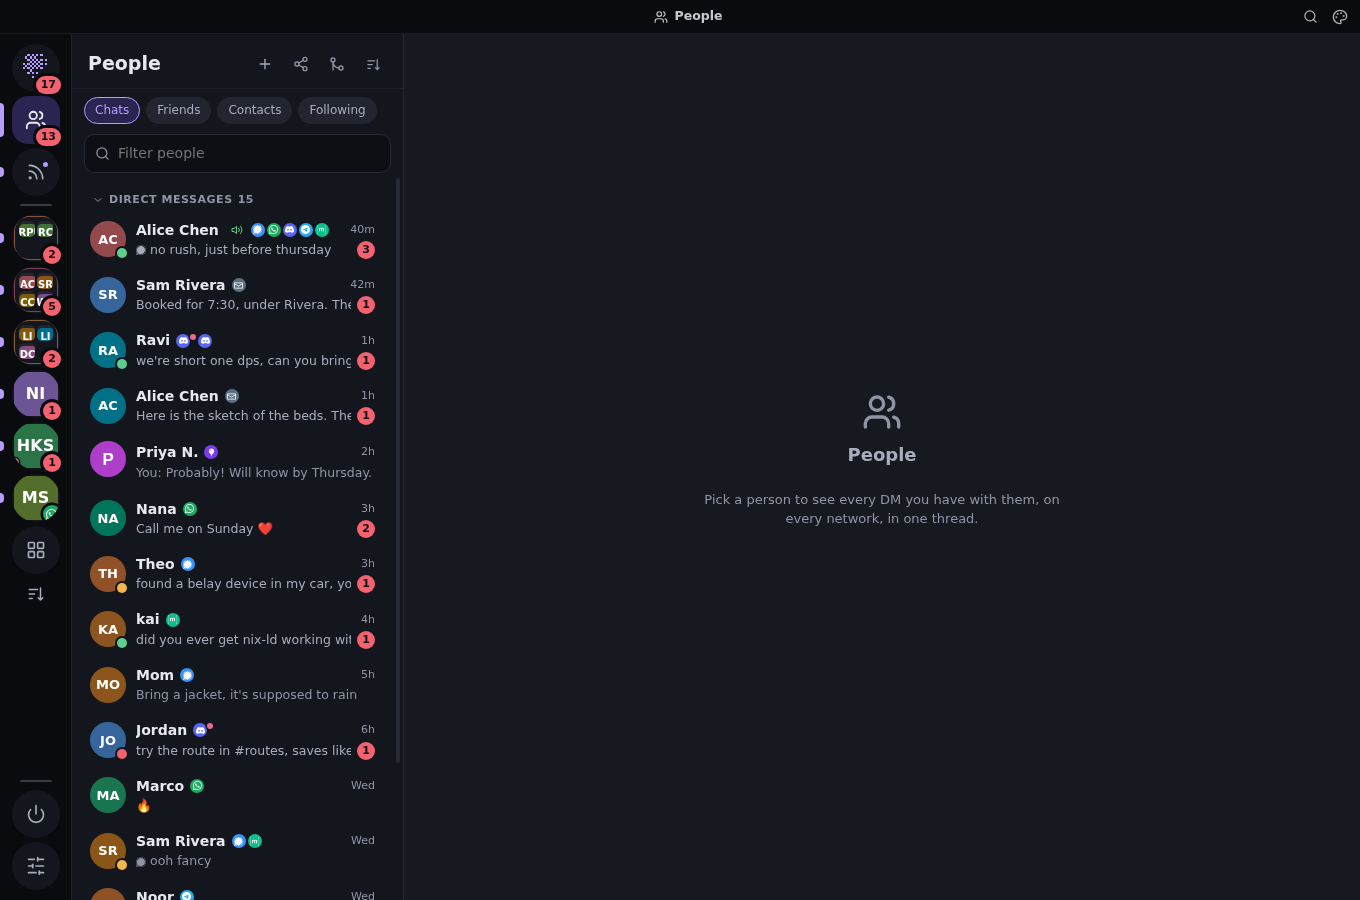 People
17
13
RP RC
2
AC SR
CC
5
LI LI
DC
2
NI
1
HKS
1
MS
People
Chats
Friends
Contacts
Following
Filter people
DIRECT MESSAGES 15
AC
Alice Chen
40m
no rush, just before thursday
3
SR
Sam Rivera
42m
Booked for 7:30, under Rivera. The
1
RA
Ravi
1h
we're short one dps, can you bring
1
AC
Alice Chen
1h
Here is the sketch of the beds. The
1
P
Priya N.
2h
You: Probably! Will know by Thursday.
NA
Nana
3h
Call me on Sunday ❤️
2
TH
Theo
3h
found a belay device in my car, yo
1
KA
kai
4h
did you ever get nix-ld working wit
1
MO
Mom
5h
Bring a jacket, it's supposed to rain
JO
Jordan
6h
try the route in #routes, saves like
1
MA
Marco
Wed
🔥
SR
Sam Rivera
Wed
ooh fancy
Noor
Wed
People
Pick a person to see every DM you have with them, on
every network, in one thread.